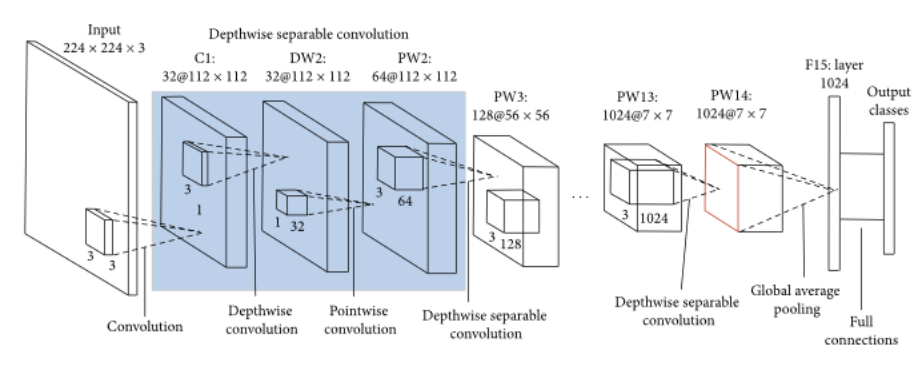 Input
224 × 224 × 3
Depthwise separable convolution
C1:
32@112 × 112
DW2:
32@112 × 112
PW2:
64@112 × 112
PW3:
128@56 × 56
PW13:
1024@7 × 7
PW14:
1024@7 × 7
F15: layer
1024
Output
classes
3
3
3
1
1
32
3
64
3
128
...
3
1024
Convolution
Depthwise
convolution
Pointwise
convolution
Depthwise separable
convolution
Depthwise separable
convolution
Global average
pooling
Full
connections